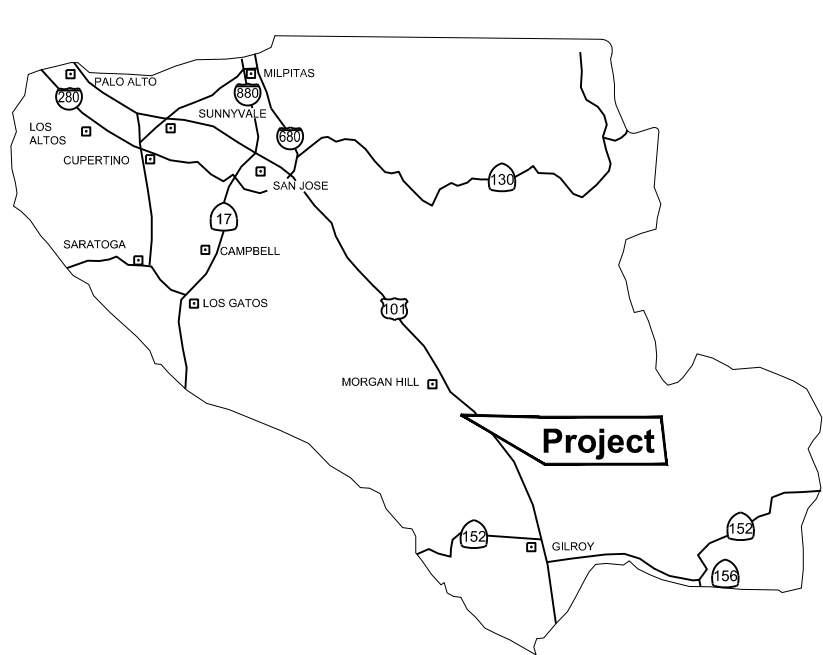 MILPITAS
PALO ALTO
280
880
SUNNYVALE
LOS
ALTOS
680
CUPERTINO
130
SAN JOSE
17
SARATOGA
CAMPBELL
LOS GATOS
101
MORGAN HILL
Project
152
152
GILROY
156